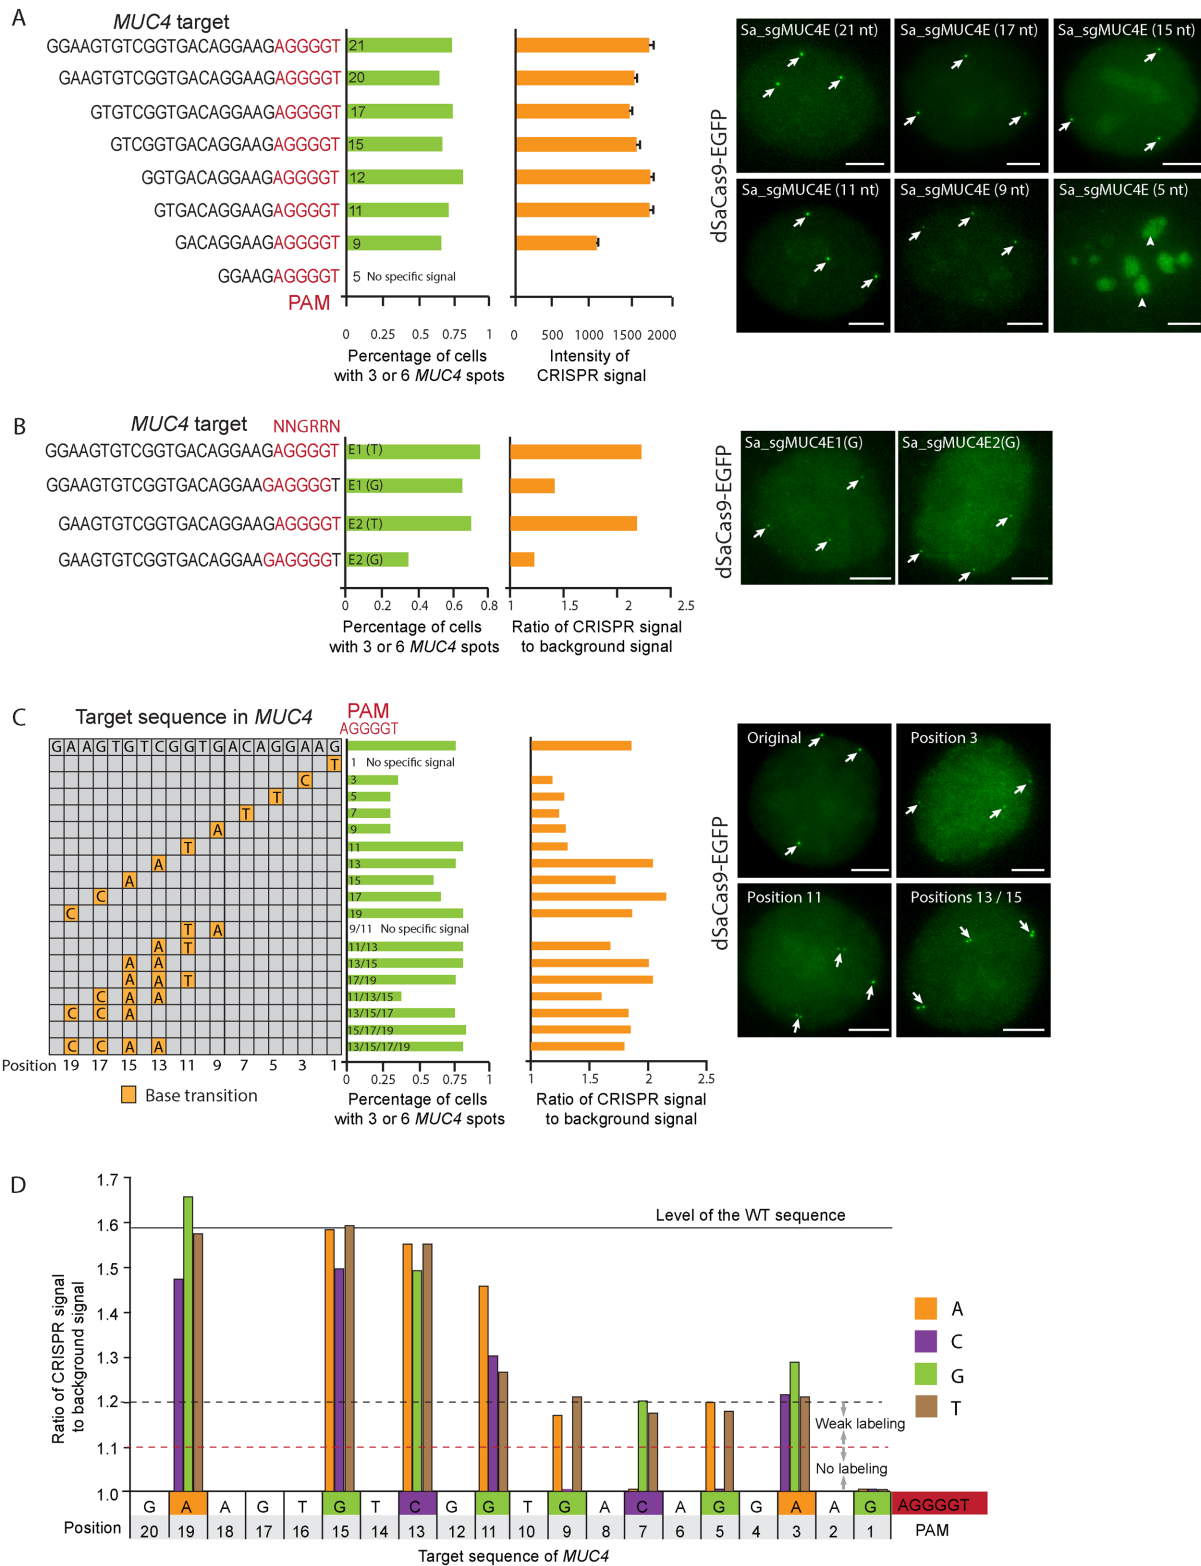 A
MUC4 target
GGAAGTGTCGGTGACAGGAAGAGGGGT
21
GAAGTGTCGGTGACAGGAAGAGGGGT
20
GTGTCGGTGACAGGAAGAGGGGT
17
GTCGGTGACAGGAAGAGGGGT
15
GGTGACAGGAAGAGGGGT
12
GTGACAGGAAGAGGGGT
11
GACAGGAAGAGGGGT
9
GGAAGAGGGGT
5 No specific signal
PAM
0 0.25 0.5 0.75 1
Percentage of cells
with 3 or 6 MUC4 spots
0 500 1000 1500 2000
Intensity of
CRISPR signal
dSaCas9-EGFP
Sa_sgMUC4E (21 nt)
Sa_sgMUC4E (17 nt)
Sa_sgMUC4E (15 nt)
Sa_sgMUC4E (11 nt)
Sa_sgMUC4E (9 nt)
Sa_sgMUC4E (5 nt)
B
MUC4 target
NNGRRN
GGAAGTGTCGGTGACAGGAAGAGGGGT
E1 (T)
GGAAGTGTCGGTGACAGGAAGAGGGGT
E1 (G)
GAAGTGTCGGTGACAGGAAGAGGGGT
E2 (T)
GAAGTGTCGGTGACAGGAAGAGGGGT
E2 (G)
0 0.2 0.4 0.6 0.8
Percentage of cells
with 3 or 6 MUC4 spots
1 1.5 2 2.5
Ratio of CRISPR signal
to background signal
dSaCas9-EGFP
Sa_sgMUC4E1(G)
Sa_sgMUC4E2(G)
C
Target sequence in MUC4
PAM
AGGGGT
G A A G T G T C G G T G A C A G G A A G
T
1 No specific signal
C
3
T
5
T
7
A
9
T
11
A
13
A
15
C
17
C
19
T A
9/11 No specific signal
A T
11/13
A A
13/15
A A T
17/19
C A A
11/13/15
C C A
13/15/17
15/17/19
C C A A
13/15/17/19
Position 19 17 15 13 11 9 7 5 3 1
Base transition
0 0.25 0.5 0.75 1
Percentage of cells
with 3 or 6 MUC4 spots
1 1.5 2 2.5
Ratio of CRISPR signal
to background signal
dSaCas9-EGFP
Original
Position 3
Position 11
Positions 13 / 15
D
Ratio of CRISPR signal
to background signal
1.7
1.6
1.5
1.4
1.3
1.2
1.1
1.0
Level of the WT sequence
A
C
G
T
Weak labeling
No labeling
G A A G T G T C G G T G A C A G G A A G AGGGGT
Position 20 19 18 17 16 15 14 13 12 11 10 9 8 7 6 5 4 3 2 1 PAM
Target sequence of MUC4